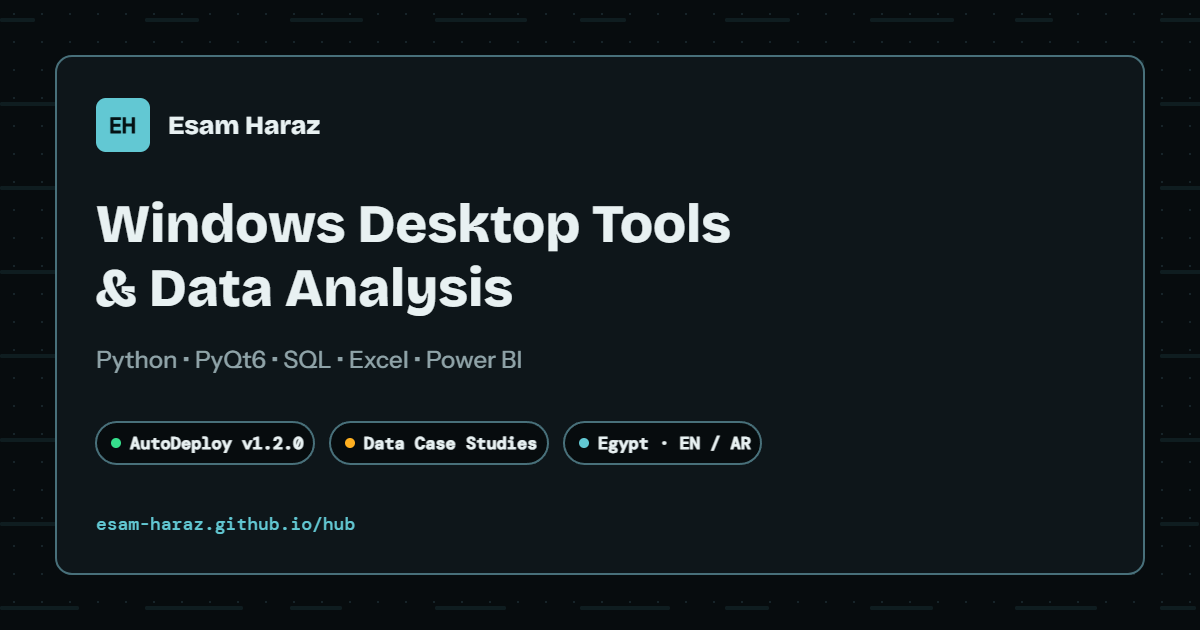 EH
Esam Haraz
Windows Desktop Tools
& Data Analysis
Python · PyQt6 · SQL · Excel · Power BI
AutoDeploy v1.2.0
Data Case Studies
Egypt · EN / AR
esam-haraz.github.io/hub